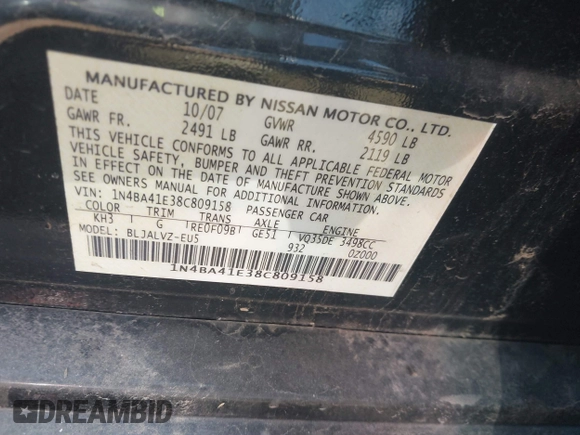 MANUFACTURED BY NISSAN MOTOR CO., LTD.
DATE 10/07 GVWR 4590 LB
GAWR FR. 2491 LB GAWR RR. 2119 LB
THIS VEHICLE CONFORMS TO ALL APPLICABLE FEDERAL MOTOR
VEHICLE SAFETY, BUMPER AND THEFT PREVENTION STANDARDS
IN EFFECT ON THE DATE OF MANUFACTURE SHOWN ABOVE.
SEE OWNERS MANUAL FOR ADDITIONAL INFORMATION.
VIN: 1N4BA41E38C809158 PASSENGER CAR
COLOR TRIM TRANS AXLE ENGINE
KH3 G RE0F09B GE51 VQ35DE 3498CC
MODEL: BLJALVZ-EU5 932 0Z000
1N4BA41E38C809158
DREAMBID